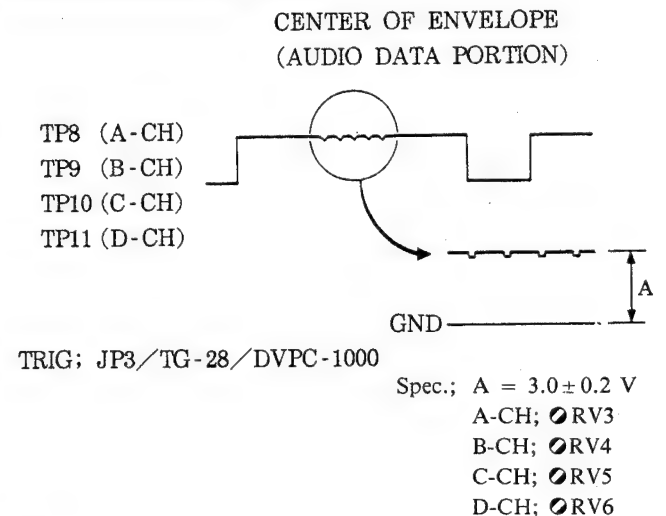 CENTER OF ENVELOPE
(AUDIO DATA PORTION)
TP8 (A-CH)
TP9 (B-CH)
TP10 (C-CH)
TP11 (D-CH)
A
GND
TRIG; JP3/TG-28/DVPC-1000
Spec.; A = 3.0±0.2 V
A-CH; RV3
B-CH; RV4
C-CH; RV5
D-CH; RV6